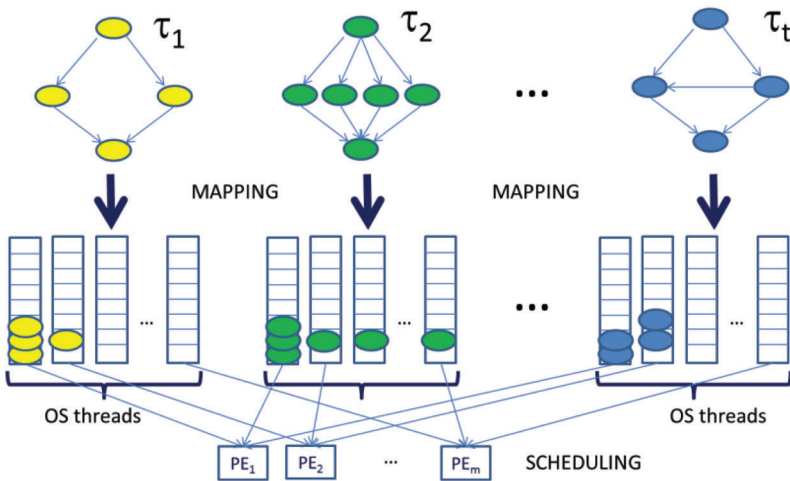 τ1 τ2 τt
...
MAPPING MAPPING
... ... ... ...
OS threads OS threads
PE1 PE2 ... PEm SCHEDULING